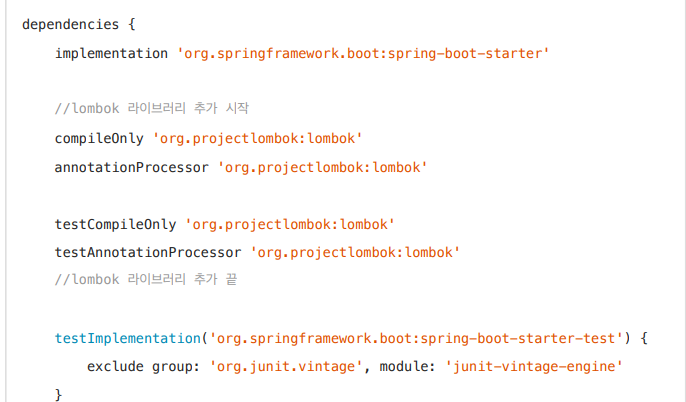 dependencies {
    implementation 'org.springframework.boot:spring-boot-starter'
    //lombok 라이브러리 추가 시작
    compileOnly 'org.projectlombok:lombok'
    annotationProcessor 'org.projectlombok:lombok'
    testCompileOnly 'org.projectlombok:lombok'
    testAnnotationProcessor 'org.projectlombok:lombok'
    //lombok 라이브러리 추가 끝
    testImplementation('org.springframework.boot:spring-boot-starter-test') {
        exclude group: 'org.junit.vintage', module: 'junit-vintage-engine'
    }